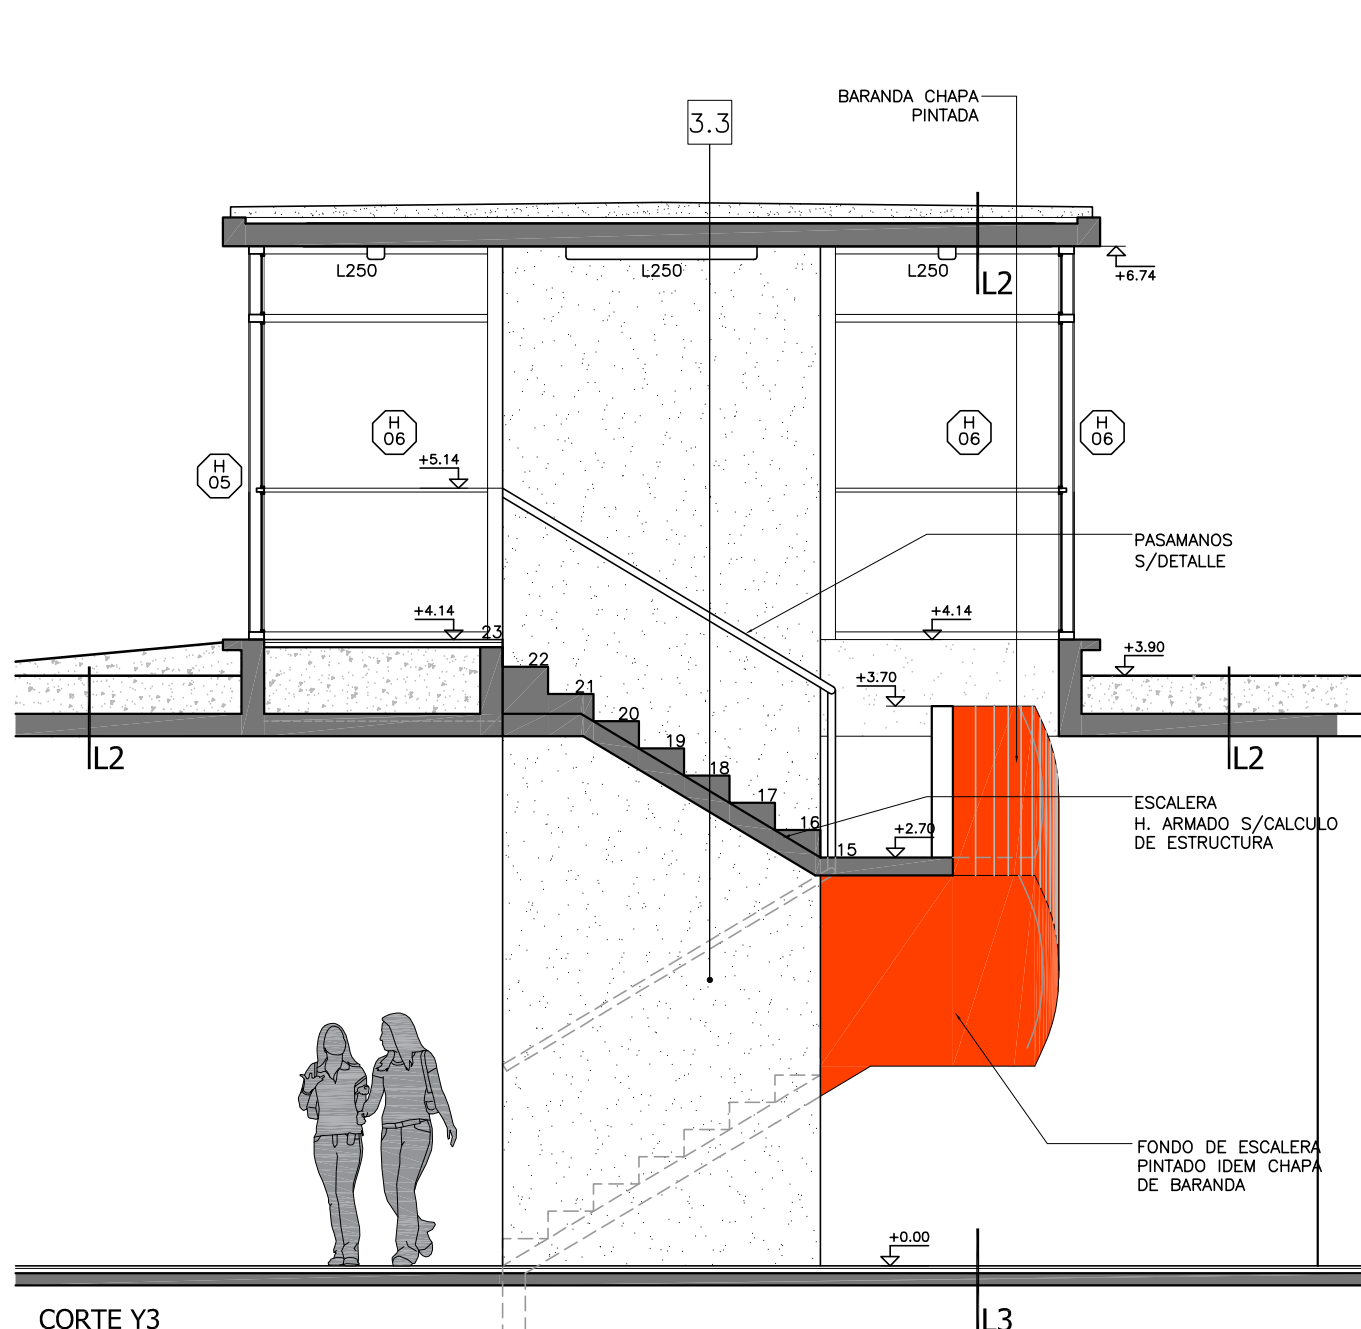 BARANDA CHAPA
PINTADA
3.3
L250
L250
L250
L2
+6.74
H
06
H
06
H
06
H
05
+5.14
PASAMANOS
S/DETALLE
+4.14
23
+4.14
+3.90
22
21
+3.70
20
19
18
17
16
15
L2
L2
+2.70
ESCALERA
H. ARMADO S/CALCULO
DE ESTRUCTURA
FONDO DE ESCALERA
PINTADO IDEM CHAPA
DE BARANDA
+0.00
CORTE Y3
L3